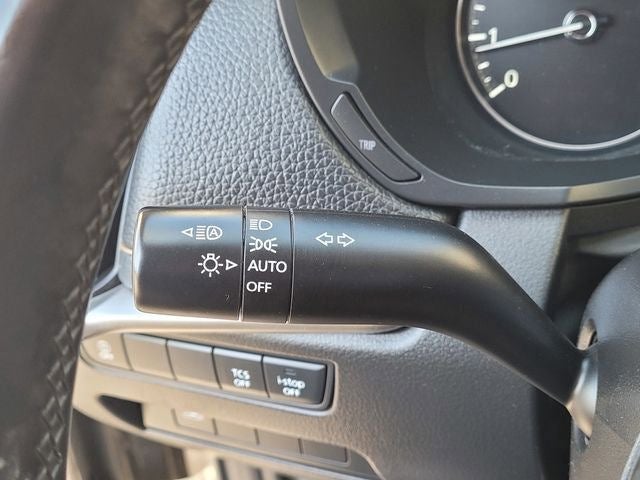 1
0
TRIP
A
AUTO
OFF
TCS
OFF
i-stop
OFF